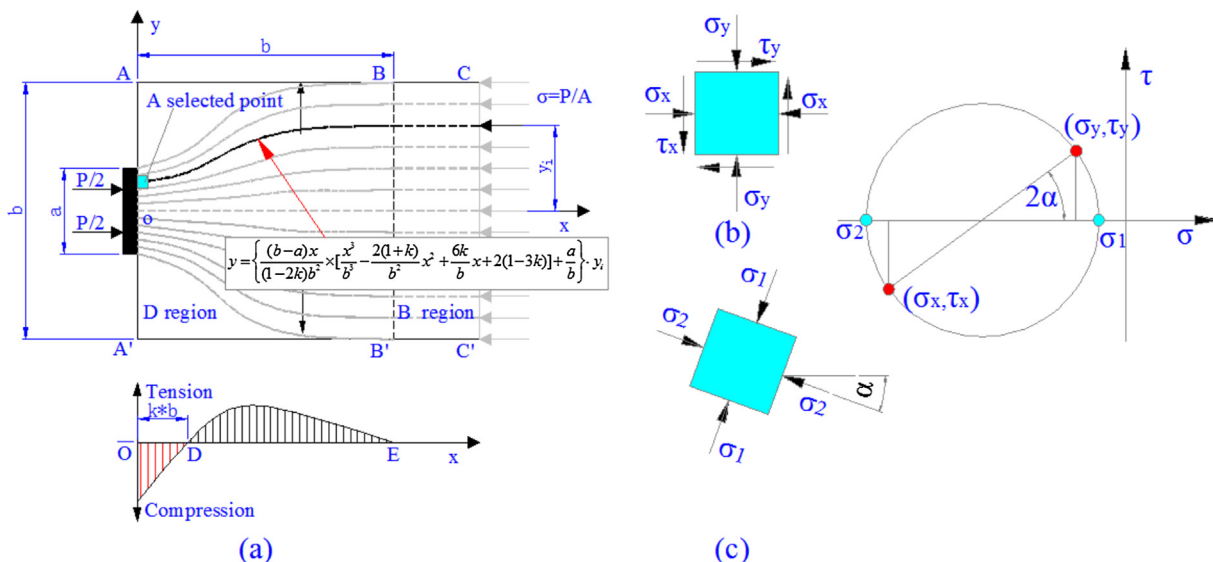 y
b
A
B
C
A selected point
σ=P/A
P/2
a
b
o
yᵢ
x
P/2
y={(b-a)x/(1-2k)b²×[x³/b³-2(1+k)/b² x²+6k/b x+2(1-3k)]+a/b}·yᵢ
D region
B region
A'
B'
C'
Tension
k*b
O
D
E
x
Compression
(a)
σy
τy
σx
σx
τx
σy
(b)
σ1
σ2
σ2
α
σ1
(c)
τ
(σy,τy)
2α
σ2
σ1
σ
(σx,τx)